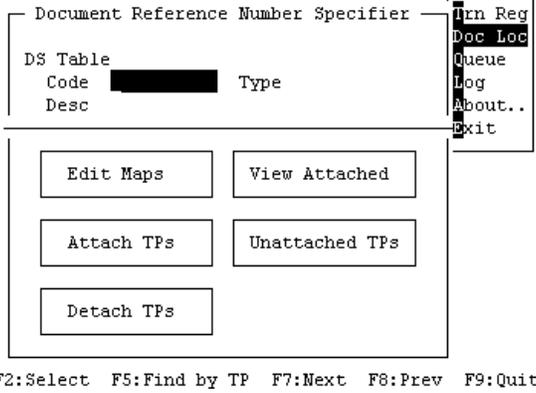 Document Reference Number Specifier
Trn Reg
Doc Loc
DS Table
Queue
Code Type
Log
Desc
About..
Exit
Edit Maps View Attached
Attach TPs Unattached TPs
Detach TPs
F2:Select F5:Find by TP F7:Next F8:Prev F9:Quit